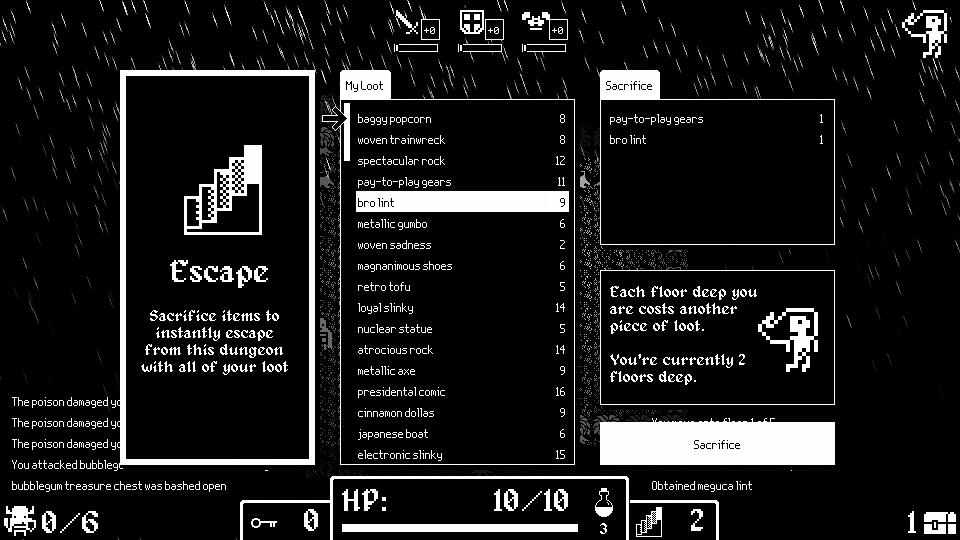 +0 +0 +0
Escape
Sacrifice items to
instantly escape
from this dungeon
with all of your loot
My Loot
baggy popcorn 8
woven trainwreck 8
spectacular rock 12
pay-to-play gears 11
bro lint 9
metallic gumbo 6
woven sadness 2
magnanimous shoes 6
retro tofu 5
loyal slinky 14
nuclear statue 5
atrocious rock 14
metallic axe 9
presidental comic 16
cinnamon dollas 9
japanese boat 6
electronic slinky 15
Sacrifice
pay-to-play gears 1
bro lint 1
Each floor deep you
are costs another
piece of loot.
You're currently 2
floors deep.
Sacrifice
The poison damaged yo
The poison damaged yo
The poison damaged yo
You attacked bubblegu
bubblegum treasure chest was bashed open
Obtained meguca lint
0/6
0
HP: 10/10
3
2
1